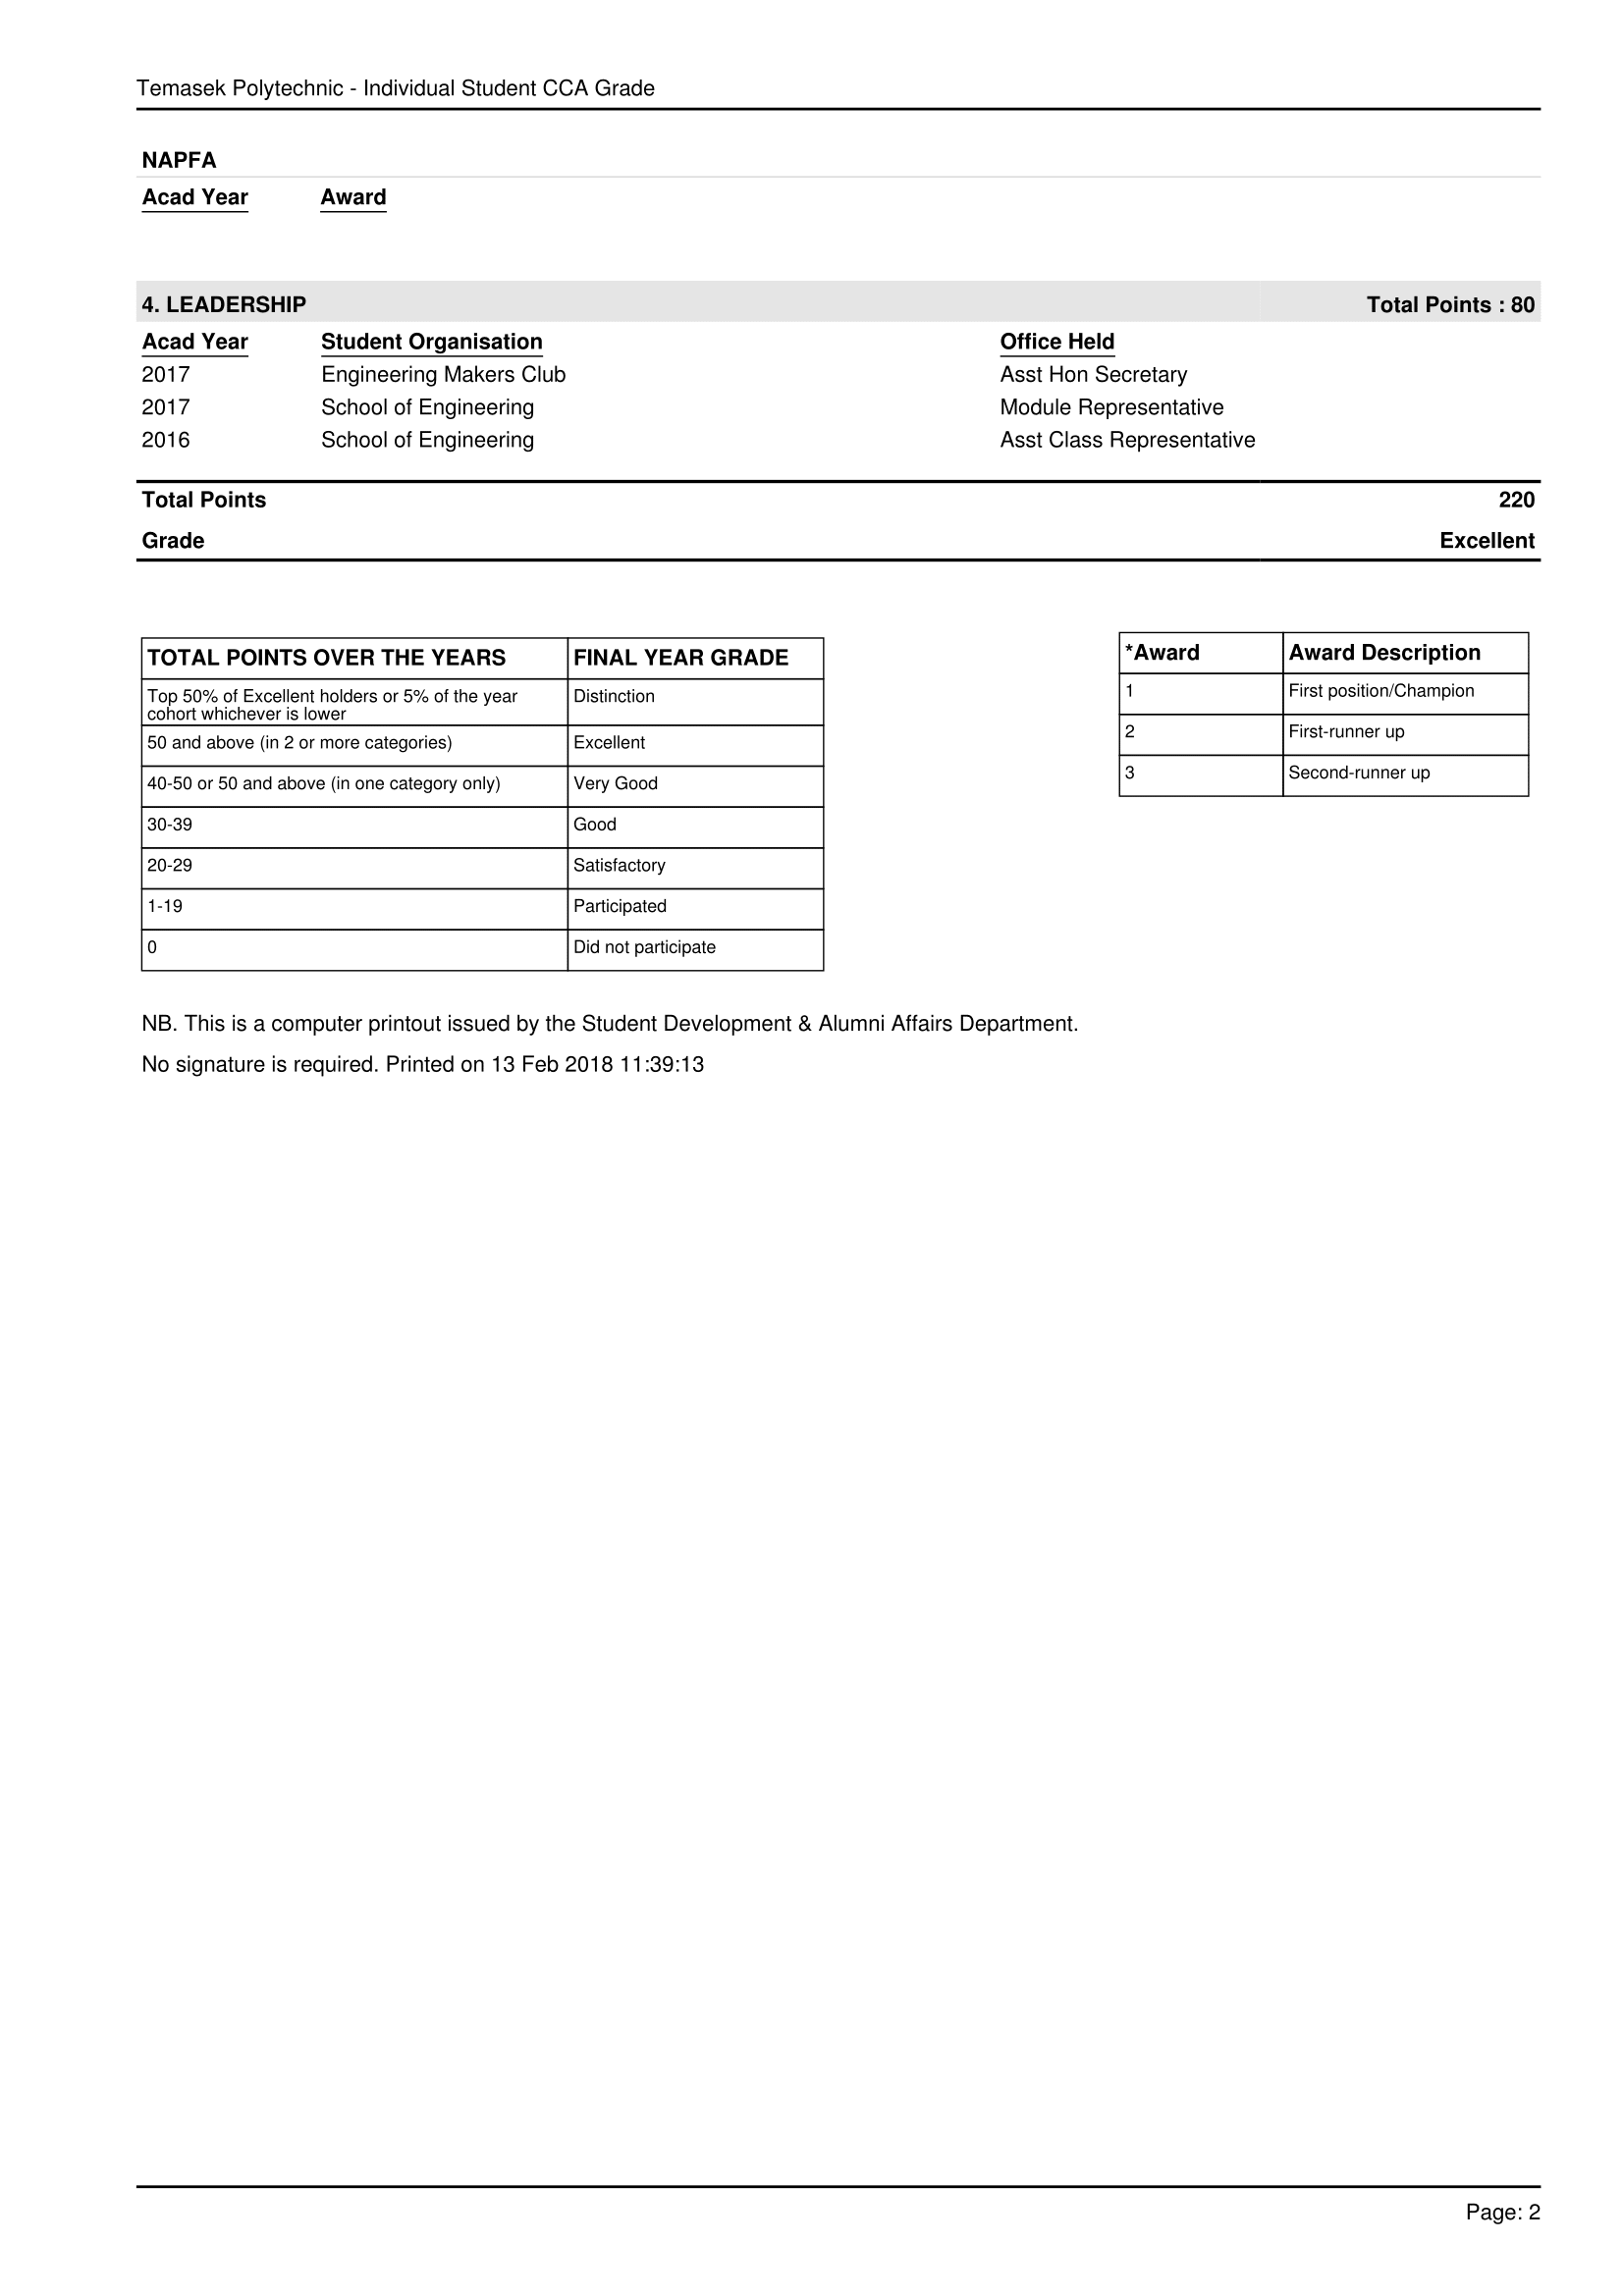 Temasek Polytechnic - Individual Student CCA Grade
NAPFA
Acad Year Award
4. LEADERSHIP Total Points : 80
Acad Year Student Organisation Office Held
2017 Engineering Makers Club Asst Hon Secretary
2017 School of Engineering Module Representative
2016 School of Engineering Asst Class Representative
Total Points 220
Grade Excellent
TOTAL POINTS OVER THE YEARS FINAL YEAR GRADE
Top 50% of Excellent holders or 5% of the year Distinction
cohort whichever is lower
50 and above (in 2 or more categories) Excellent
40-50 or 50 and above (in one category only) Very Good
30-39 Good
20-29 Satisfactory
1-19 Participated
0 Did not participate
*Award Award Description
1 First position/Champion
2 First-runner up
3 Second-runner up
NB. This is a computer printout issued by the Student Development & Alumni Affairs Department.
No signature is required. Printed on 13 Feb 2018 11:39:13
Page: 2